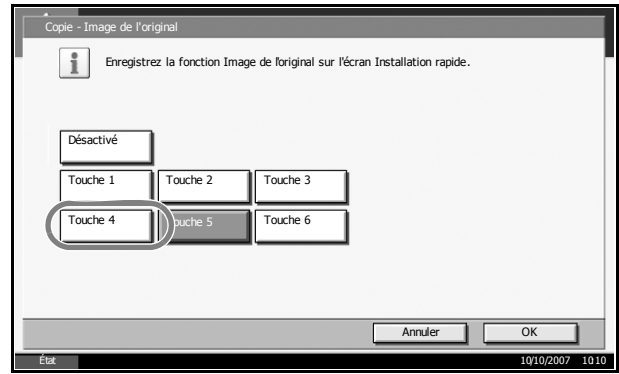 Copie - Image de l'original
Enregistrez la fonction Image de l'original sur l'écran Installation rapide.
Désactivé
Touche 1 Touche 2 Touche 3
Touche 4 Touche 5 Touche 6
Annuler OK
État 10/10/2007 10:10